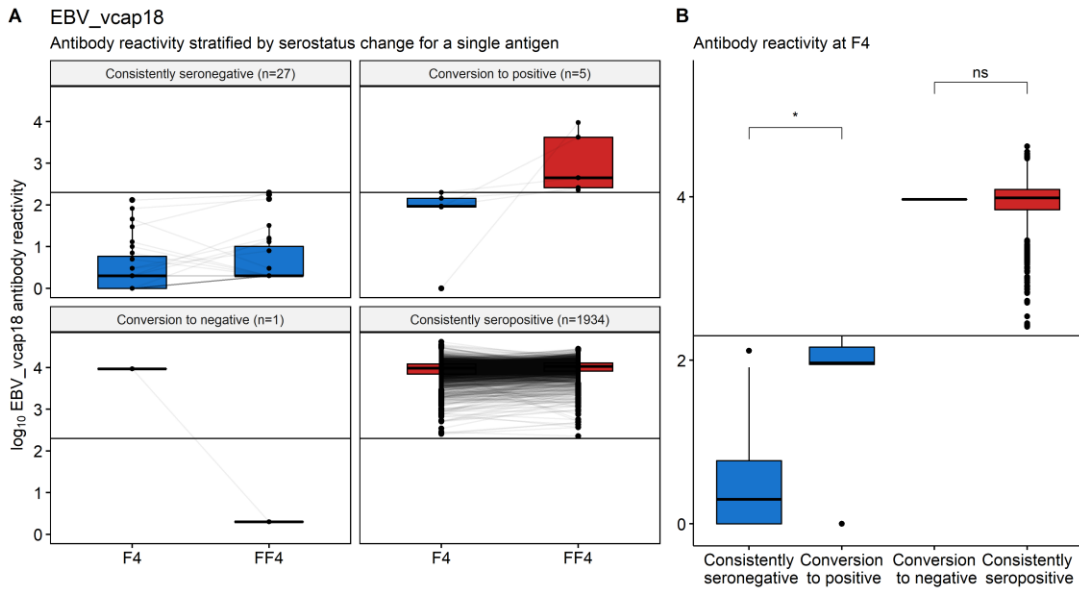 A
EBV_vcap18
Antibody reactivity stratified by serostatus change for a single antigen
log10 EBV_vcap18 antibody reactivity
Consistently seronegative (n=27)
Conversion to positive (n=5)
4
3
2
1
0
Conversion to negative (n=1)
Consistently seropositive (n=1934)
4
3
2
1
0
F4
FF4
F4
FF4
B
Antibody reactivity at F4
ns
*
4
2
0
Consistently
seronegative
Conversion
to positive
Conversion
to negative
Consistently
seropositive